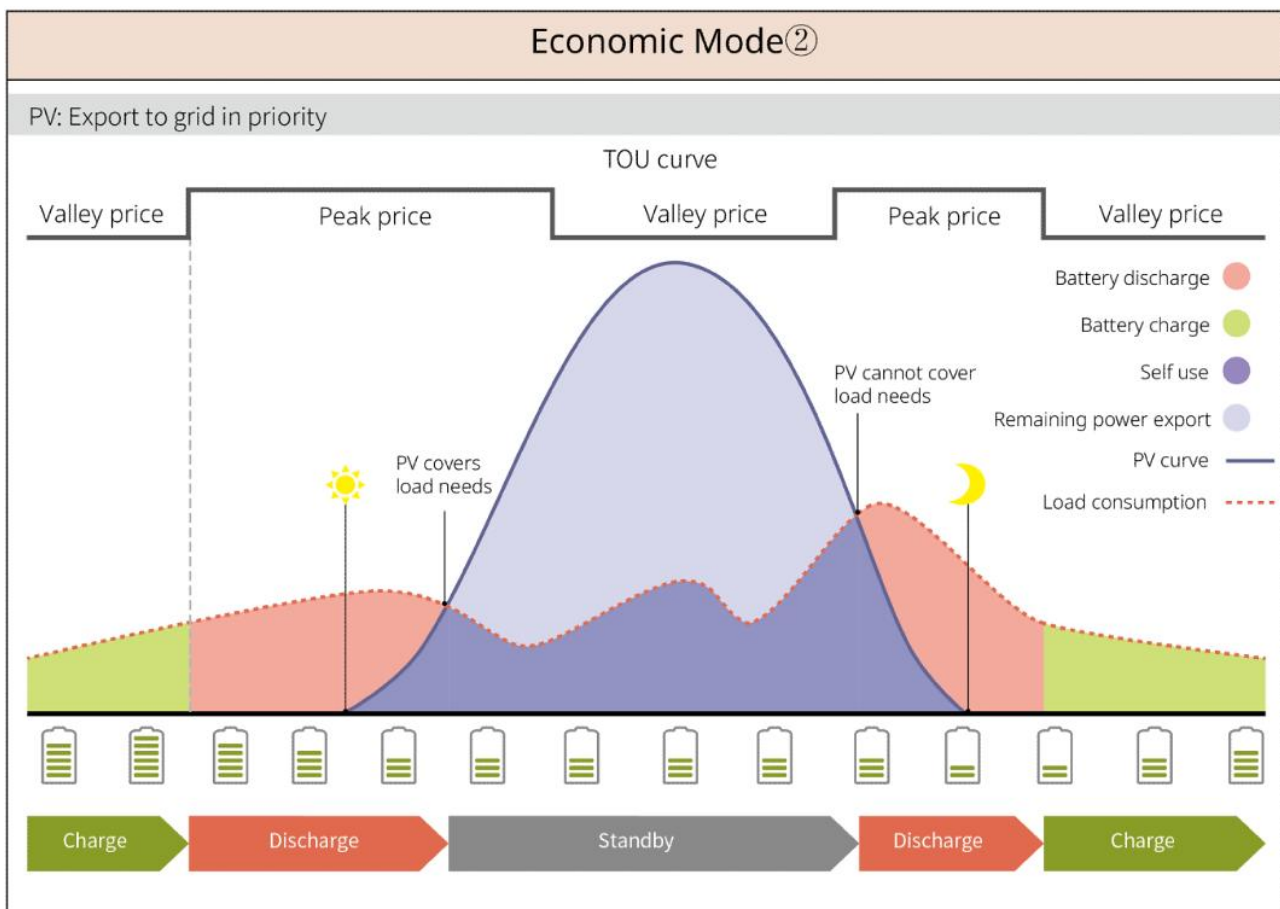 Economic Mode②
PV: Export to grid in priority
TOU curve
Valley price
Peak price
Valley price
Peak price
Valley price
Battery discharge
Battery charge
Self use
Remaining power export
PV curve
Load consumption
PV cannot cover
load needs
PV covers
load needs
Charge
Discharge
Standby
Discharge
Charge